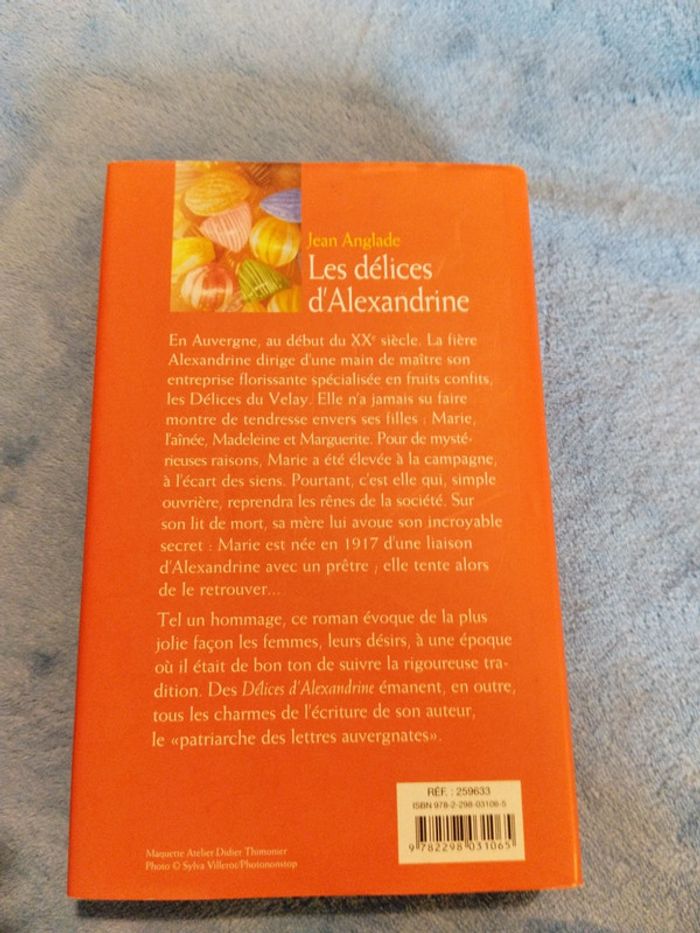 Jean Anglade
Les délices
d'Alexandrine
En Auvergne, au début du XXe siècle. La fière
Alexandrine dirige d'une main de maître son
entreprise florissante spécialisée en fruits confits,
les Délices du Velay. Elle n'a jamais su faire
montre de tendresse envers ses filles : Marie,
l'aînée, Madeleine et Marguerite. Pour de mysté-
rieuses raisons, Marie a été élevée à la campagne,
à l'écart des siens. Pourtant, c'est elle qui, simple
ouvrière, reprendra les rênes de la société. Sur
son lit de mort, sa mère lui avoue son incroyable
secret : Marie est née en 1917 d'une liaison
d'Alexandrine avec un prêtre ; elle tente alors
de le retrouver...
Tel un hommage, ce roman évoque de la plus
jolie façon les femmes, leurs désirs, à une époque
où il était de bon ton de suivre la rigoureuse tra-
dition. Des Délices d'Alexandrine émanent, en outre,
tous les charmes de l'écriture de son auteur,
le «patriarche des lettres auvergnates».
RÉF. : 259633
ISBN 978-2-298-03106-5
9 782298 031065
Maquette Atelier Didier Thimonier
Photo © Sylva Villerot/Photononstop